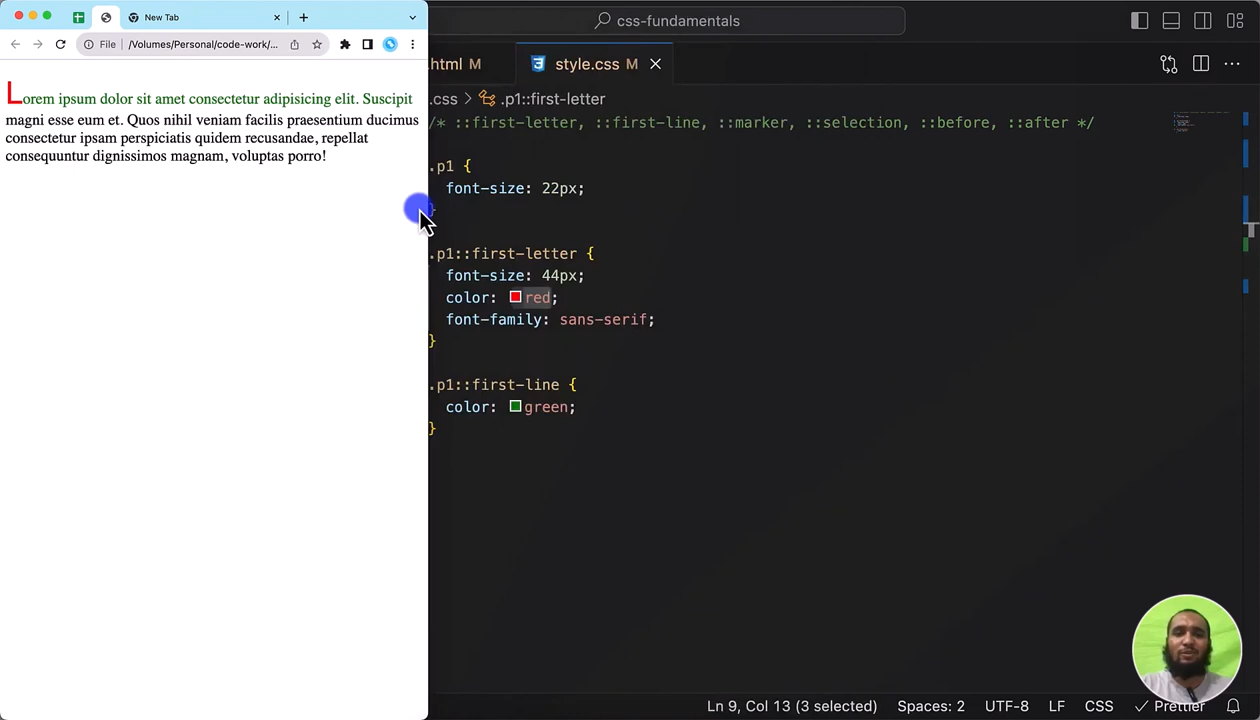 New Tab
File
/Volumes/Personal/code-work/...
Lorem ipsum dolor sit amet consectetur adipisicing elit. Suscipit
magni esse eum et. Quos nihil veniam facilis praesentium ducimus
consectetur ipsam perspiciatis quidem recusandae, repellat
consequuntur dignissimos magnam, voluptas porro!
css-fundamentals
.html M
style.css M
.css > .p1::first-letter
/* ::first-letter, ::first-line, ::marker, ::selection, ::before, ::after */
.p1 {
font-size: 22px;
}
.p1::first-letter {
font-size: 44px;
color: red;
font-family: sans-serif;
}
.p1::first-line {
color: green;
}
Ln 9, Col 13 (3 selected)
Spaces: 2
UTF-8
LF
CSS
Prettier